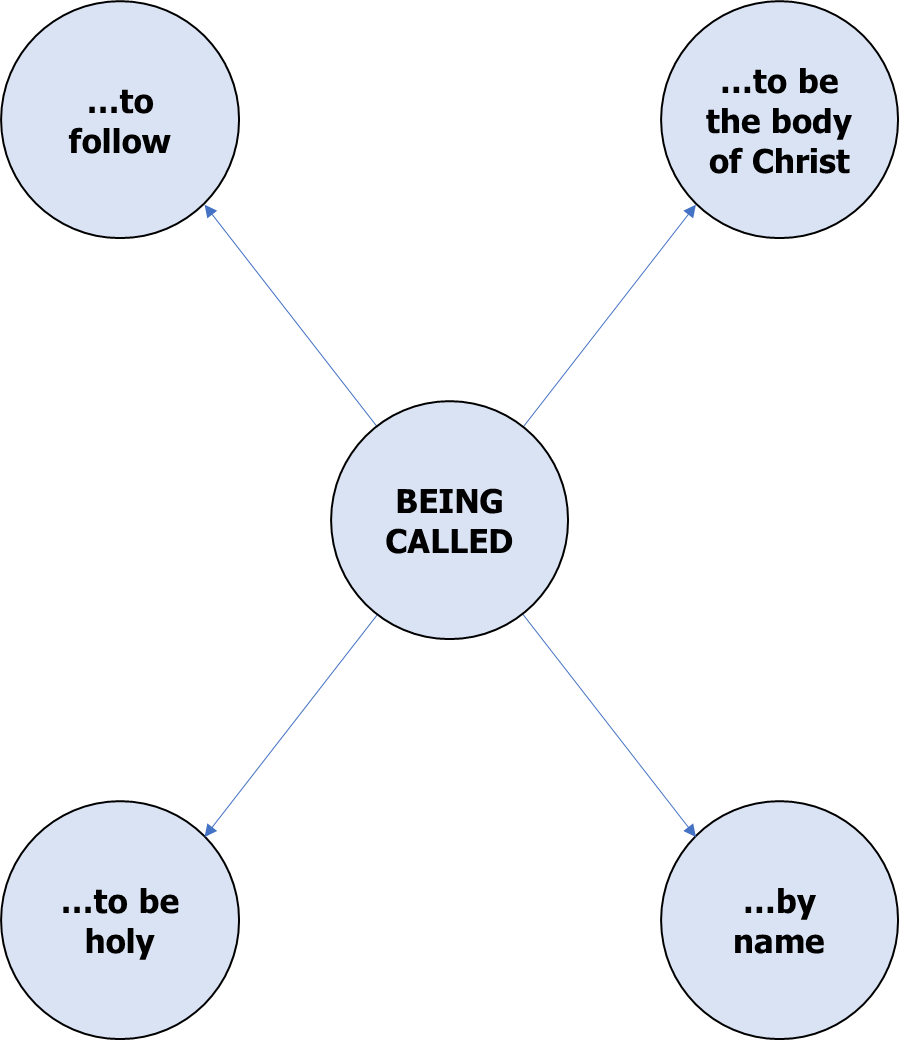 ...to
follow
...to be
the body
of Christ
BEING
CALLED
...to be
holy
...by
name